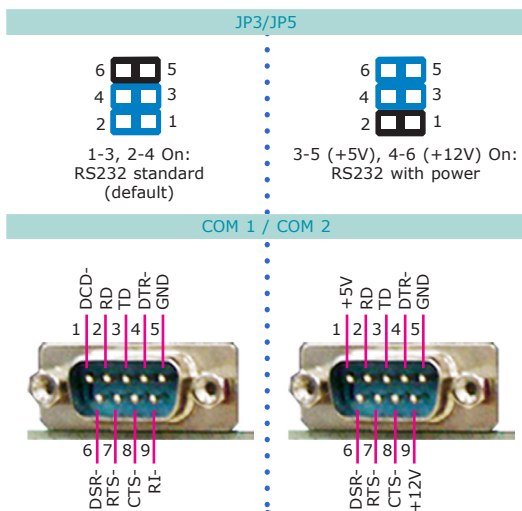 JP3/JP5
6 5
4 3
2 1
1-3, 2-4 On:
RS232 standard
(default)
6 5
4 3
2 1
3-5 (+5V), 4-6 (+12V) On:
RS232 with power
COM 1 / COM 2
DCD- RD TD DTR- GND
1 2 3 4 5
6 7 8 9
DSR- RTS- CTS- RI-
+5V RD TD DTR- GND
1 2 3 4 5
6 7 8 9
DSR- RTS- CTS- +12V